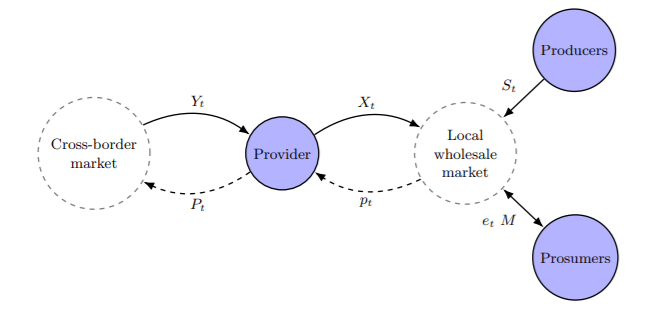 Producers
S_t
Y_t
X_t
Cross-border
market
Provider
Local
wholesale
market
P_t
p_t
e_t M
Prosumers